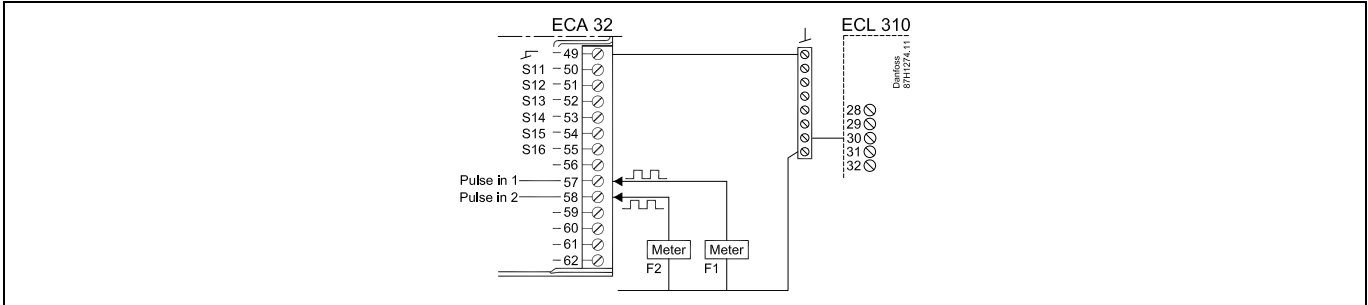 ECA 32
ECL 310
49
S11 50
S12 51
S13 52
S14 53
S15 54
S16 55
56
Pulse in 1 57
Pulse in 2 58
59
60
61
62
Meter
F2
Meter
F1
Danfoss
87H1274.11
28
29
30
31
32